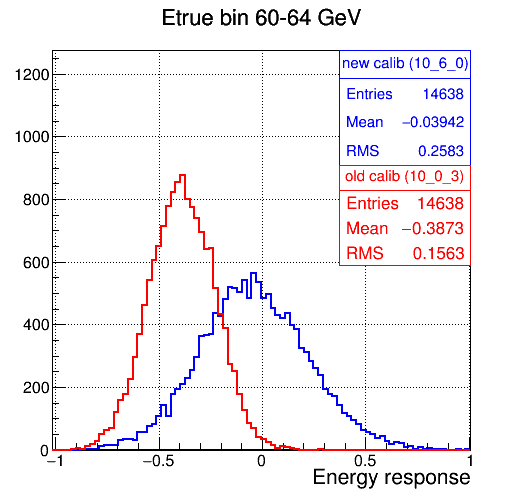 Etrue bin 60-64 GeV
new calib (10_6_0)
Entries 14638
Mean −0.03942
RMS 0.2583
old calib (10_0_3)
Entries 14638
Mean −0.3873
RMS 0.1563
1200
1000
800
600
400
200
0
−1 −0.5 0 0.5 1
Energy response